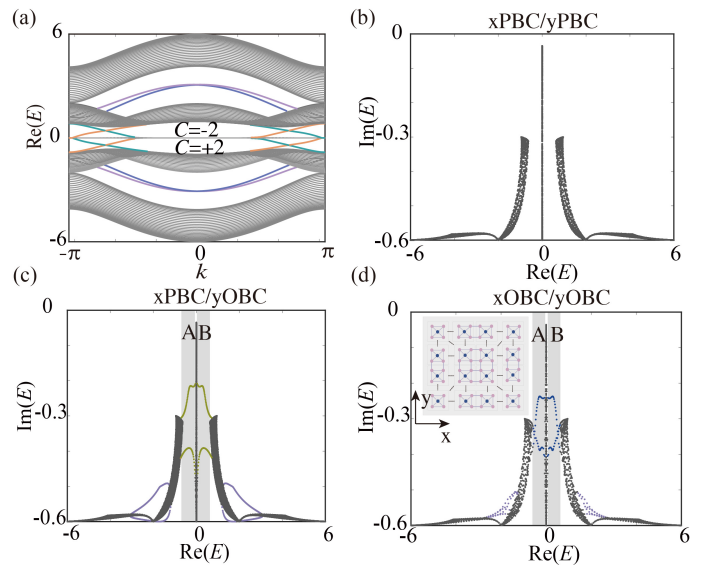 (a)
6
Re(E)
0
C=-2
C=+2
-6
-π
0
π
k
(b)
xPBC/yPBC
0
Im(E)
-0.3
-0.6
-6
0
6
Re(E)
(c)
xPBC/yOBC
0
A
B
Im(E)
-0.3
-0.6
-6
0
6
Re(E)
(d)
xOBC/yOBC
0
A
B
y
x
Im(E)
-0.3
-0.6
-6
0
6
Re(E)